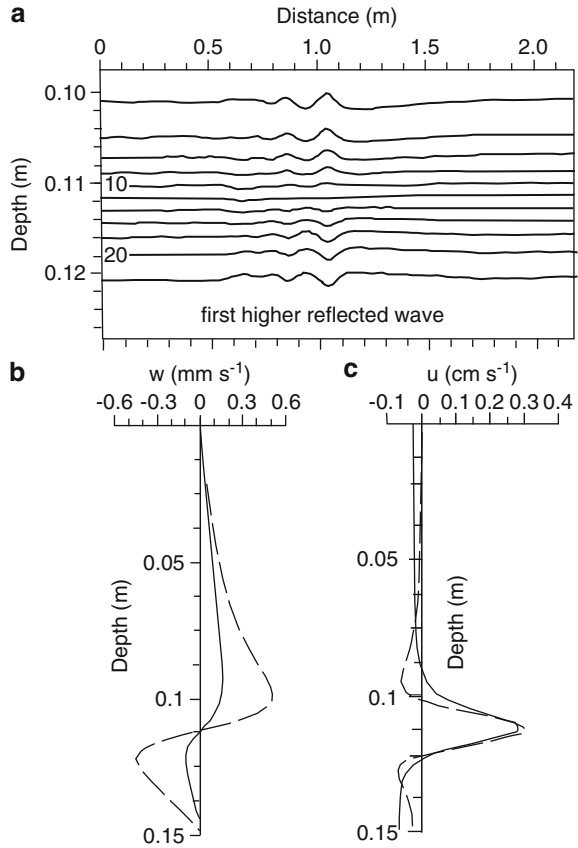 a
Distance (m)
0 0.5 1.0 1.5 2.0
Depth (m)
0.10
0.11
0.12
10
20
first higher reflected wave
b
w (mm s-1)
-0.6 -0.3 0 0.3 0.6
Depth (m)
0.05
0.1
0.15
c
u (cm s-1)
-0.1 0 0.1 0.2 0.3 0.4
Depth (m)
0.05
0.1
0.15